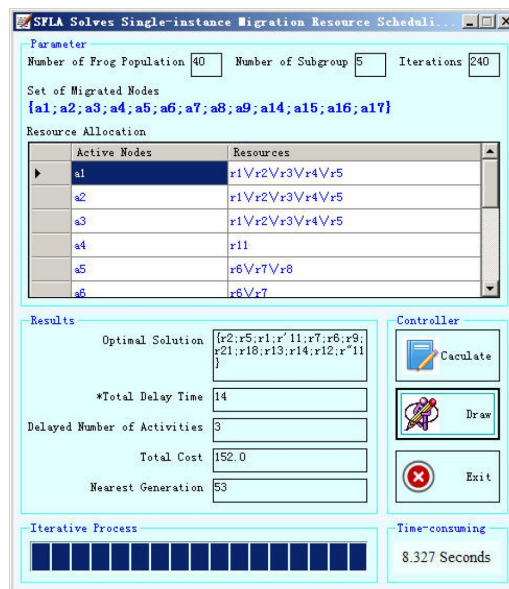 SFLA Solves Single-instance Migration Resource Scheduli...
Parameter
Number of Frog Population 40 Number of Subgroup 5 Iterations 240
Set of Migrated Nodes
{a1;a2;a3;a4;a5;a6;a7;a8;a9;a14;a15;a16;a17}
Resource Allocation
Active Nodes Resources
a1 r1∨r2∨r3∨r4∨r5
a2 r1∨r2∨r3∨r4∨r5
a3 r1∨r2∨r3∨r4∨r5
a4 r11
a5 r6∨r7∨r8
a6 r6∨r7
Results
Optimal Solution {r2;r5;r1;r'11;r7;r6;r9;
r21;r18;r13;r14;r12;r"11
}
*Total Delay Time 14
Delayed Number of Activities 3
Total Cost 152.0
Nearest Generation 53
Controller
Caculate
Draw
Exit
Iterative Process
Time-consuming
8.327 Seconds